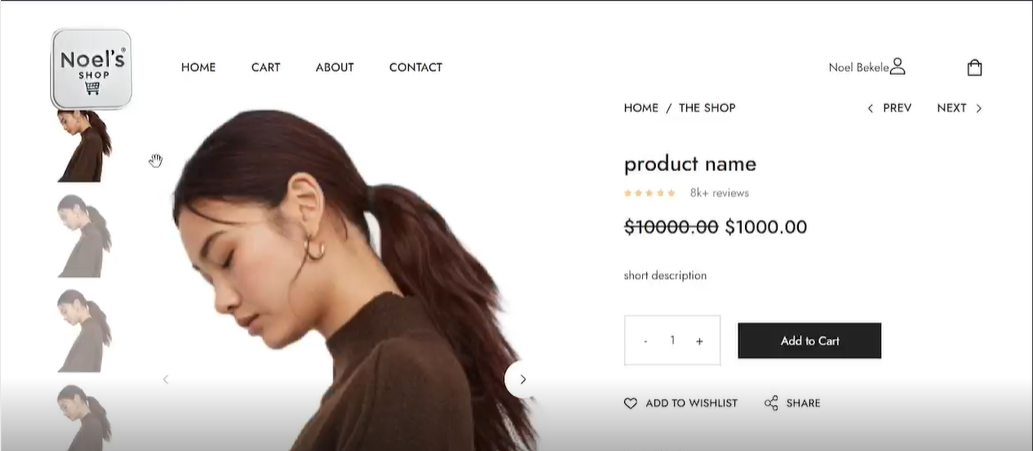 Noel's
SHOP
HOME CART ABOUT CONTACT
Noel Bekele
HOME / THE SHOP
< PREV NEXT >
product name
8k+ reviews
$10000.00 $1000.00
short description
- 1 +
Add to Cart
ADD TO WISHLIST SHARE